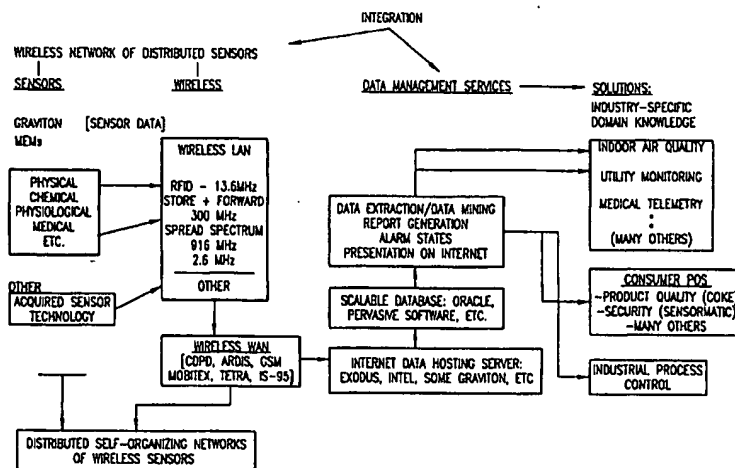 INTEGRATION
WIRELESS NETWORK OF DISTRIBUTED SENSORS
SENSORS
WIRELESS
DATA MANAGEMENT SERVICES
SOLUTIONS:
INDUSTRY-SPECIFIC
DOMAIN KNOWLEDGE
GRAVITON [SENSOR DATA]
MEMs
PHYSICAL
CHEMICAL
PHYSIOLOGICAL
MEDICAL
ETC.
OTHER
ACQUIRED SENSOR
TECHNOLOGY
WIRELESS LAN
RFID - 13.6MHz
STORE + FORWARD
300 MHz
SPREAD SPECTRUM
916 MHz
2.6 MHz
OTHER
WIRELESS WAN
[CDPD, ARDIS, GSM
MOBITEX, TETRA, IS-95]
DISTRIBUTED SELF-ORGANIZING NETWORKS
OF WIRELESS SENSORS
DATA EXTRACTION/DATA MINING
REPORT GENERATION
ALARM STATES
PRESENTATION ON INTERNET
SCALABLE DATABASE: ORACLE,
PERVASIVE SOFTWARE, ETC.
INTERNET DATA HOSTING SERVER:
EXODUS, INTEL, SOME GRAVITON, ETC
INDOOR AIR QUALITY
UTILITY MONITORING
MEDICAL TELEMETRY
(MANY OTHERS)
CONSUMER POS
-PRODUCT QUALITY (COKE)
-SECURITY (SENSORMATIC)
-MANY OTHERS
INDUSTRIAL PROCESS
CONTROL